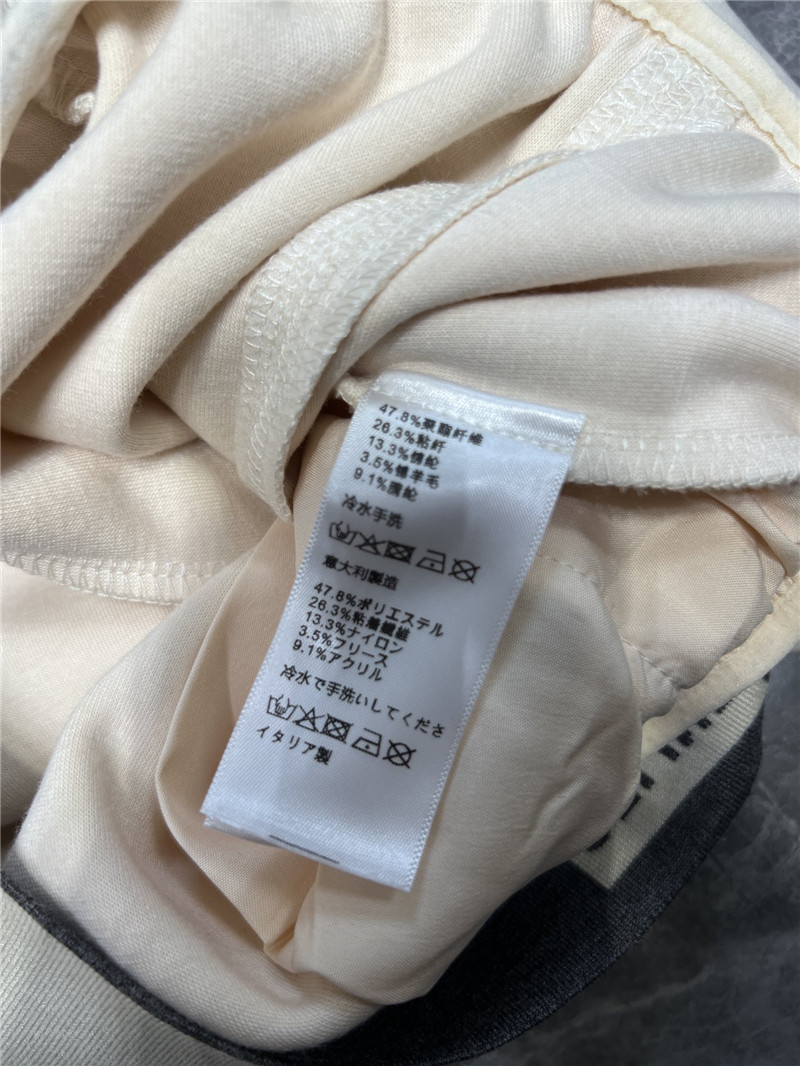 47.8%聚脂纤维
26.3%粘纤
13.3%锦纶
3.5%绵羊毛
9.1%腈纶
冷水手洗
意大利製造
47.8%ポリエステル
26.3%粘着繊維
13.3%ナイロン
3.5%フリース
9.1%アクリル
冷水で手洗いしてくださ
イタリア製